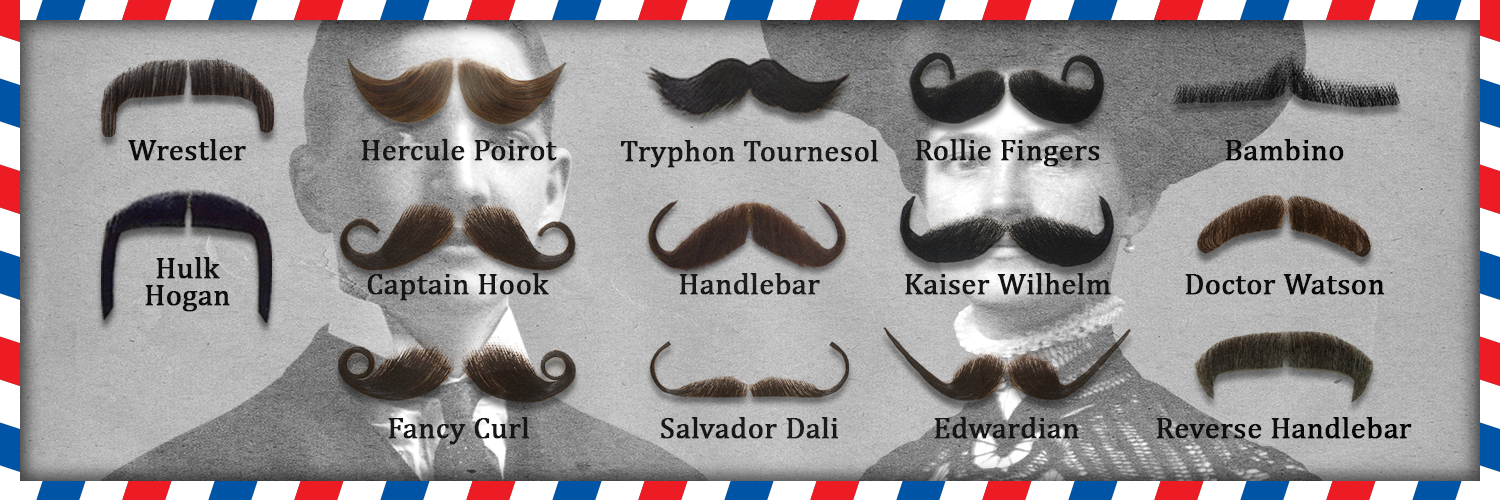 Wrestler
Hercule Poirot
Tryphon Tournesol
Rollie Fingers
Bambino
Hulk
Hogan
Captain Hook
Handlebar
Kaiser Wilhelm
Doctor Watson
Fancy Curl
Salvador Dali
Edwardian
Reverse Handlebar